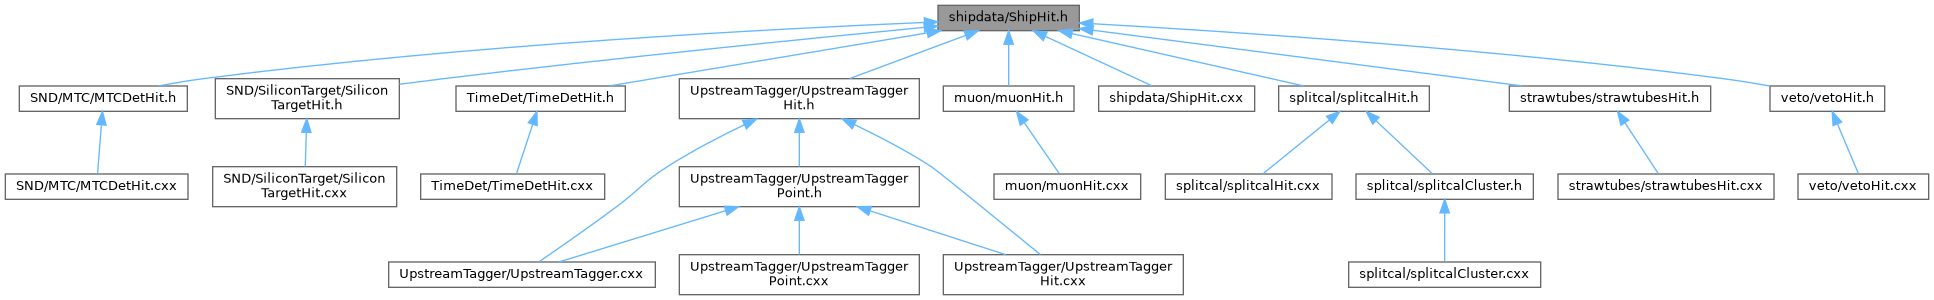 shipdata/ShipHit.h
SND/MTC/MTCDetHit.h
SND/SiliconTarget/Silicon
TargetHit.h
TimeDet/TimeDetHit.h
UpstreamTagger/UpstreamTagger
Hit.h
muon/muonHit.h
shipdata/ShipHit.cxx
splitcal/splitcalHit.h
strawtubes/strawtubesHit.h
veto/vetoHit.h
SND/MTC/MTCDetHit.cxx
SND/SiliconTarget/Silicon
TargetHit.cxx
TimeDet/TimeDetHit.cxx
UpstreamTagger/UpstreamTagger
Point.h
muon/muonHit.cxx
splitcal/splitcalHit.cxx
splitcal/splitcalCluster.h
strawtubes/strawtubesHit.cxx
veto/vetoHit.cxx
UpstreamTagger/UpstreamTagger.cxx
UpstreamTagger/UpstreamTagger
Point.cxx
UpstreamTagger/UpstreamTagger
Hit.cxx
splitcal/splitcalCluster.cxx